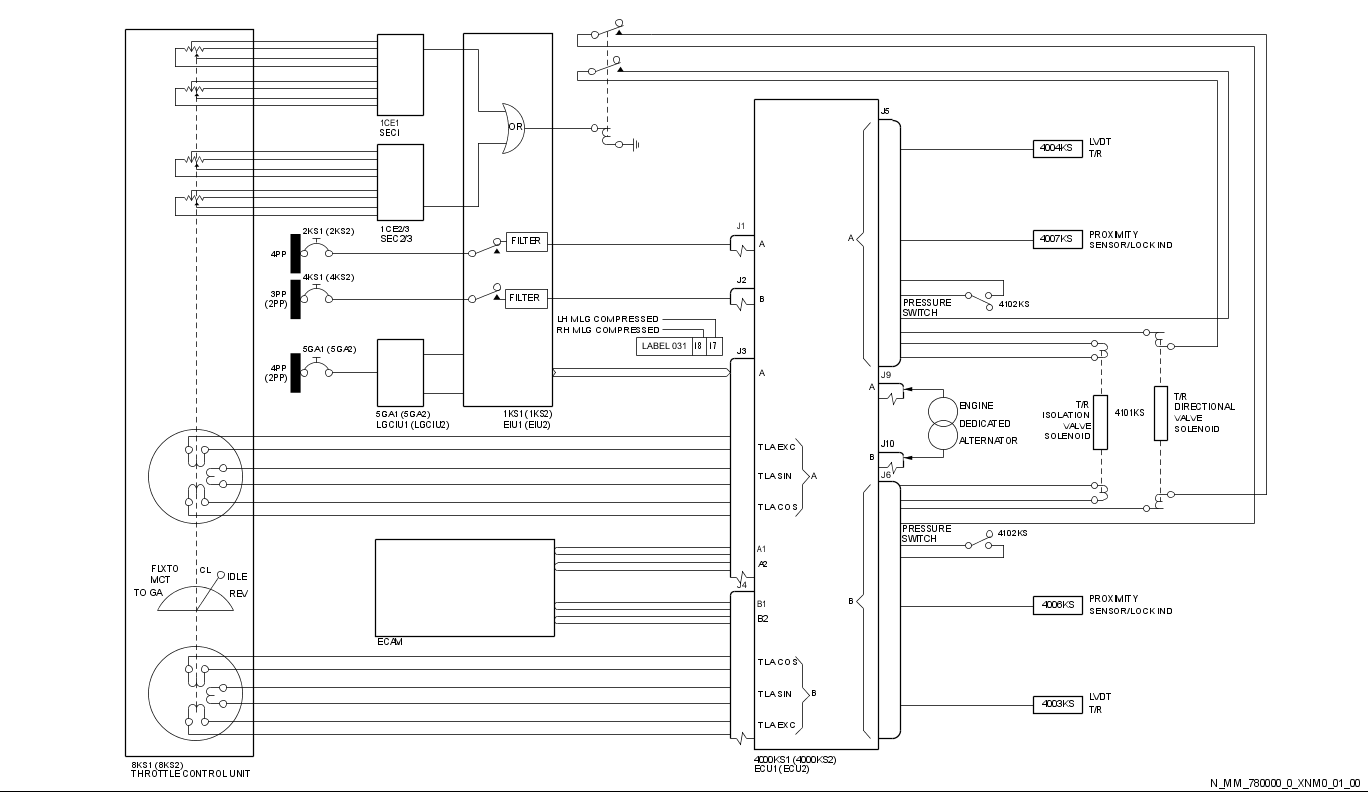 1CE1
SEC1
OR
1CE2/3
SEC2/3
2KS1 (2KS2)
4PP
FILTER
4KS1 (4KS2)
3PP
(2PP)
FILTER
5GA1 (5GA2)
4PP
(2PP)
5GA1 (5GA2)
LGCIU1 (LGCIU2)
1KS1 (1KS2)
EIU1 (EIU2)
LH MLG COMPRESSED
RH MLG COMPRESSED
LABEL 031
18
17
J1
A
J2
B
J3
A
TLA EXC
TLA SIN
A
TLA COS
A1
A2
J4
B1
B2
TLA COS
TLA SIN
B
TLA EXC
ECAM
FLXTO
MCT
TO GA
CL
IDLE
REV
8KS1 (8KS2)
THROTTLE CONTROL UNIT
4000KS1 (4000KS2)
ECU1 (ECU2)
J5
A
4004KS
LVDT
T/R
4007KS
PROXIMITY
SENSOR/LOCK IND
PRESSURE
SWITCH
4102KS
J9
A
J10
B
ENGINE
DEDICATED
ALTERNATOR
T/R
ISOLATION
VALVE
SOLENOID
4101KS
T/R
DIRECTIONAL
VALVE
SOLENOID
J6
B
PRESSURE
SWITCH
4102KS
4006KS
PROXIMITY
SENSOR/LOCK IND
4003KS
LVDT
T/R
N_MM_780000_0_XNM0_01_00